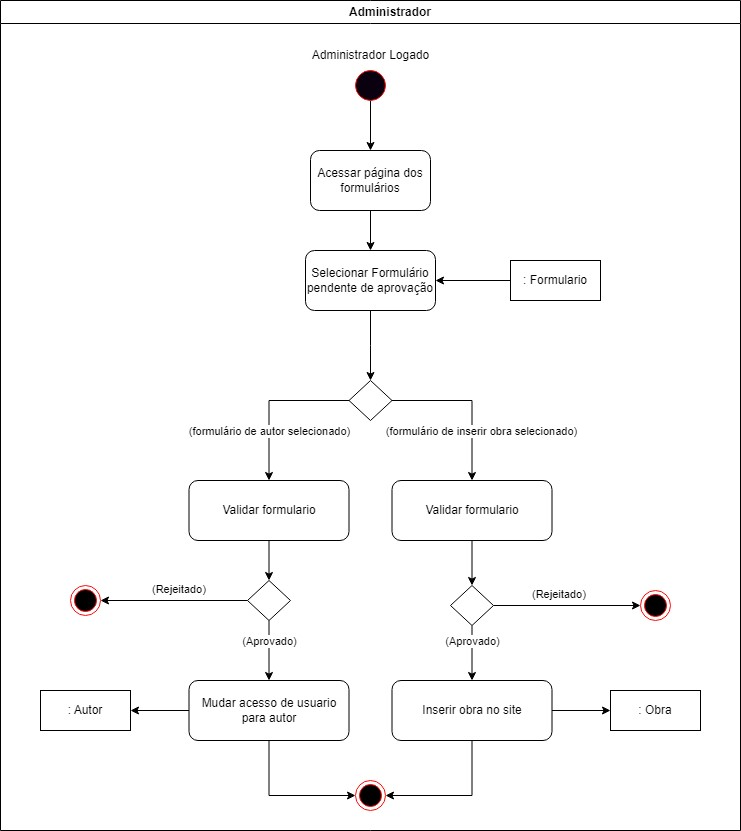 Administrador
Administrador Logado
Acessar página dos
formulários
Selecionar Formulário
pendente de aprovação
: Formulario
(formulário de autor selecionado)
(formulário de inserir obra selecionado)
Validar formulario
Validar formulario
(Rejeitado)
(Rejeitado)
(Aprovado)
(Aprovado)
: Autor
Mudar acesso de usuario
para autor
Inserir obra no site
: Obra